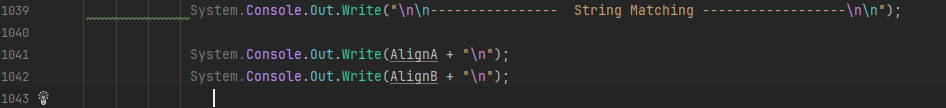 1039 System.Console.Out.Write("\n\n----------------  String Matching ------------------\n\n");
1040
1041 System.Console.Out.Write(AlignA + "\n");
1042 System.Console.Out.Write(AlignB + "\n");
1043